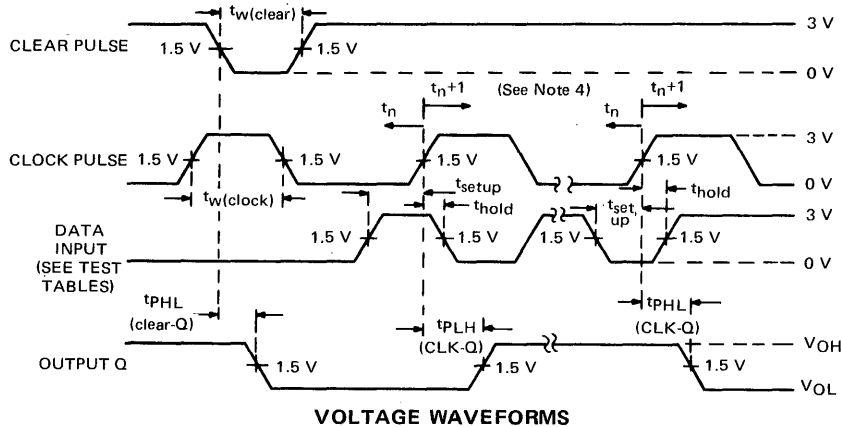 tw(clear)
CLEAR PULSE
1.5 V
1.5 V
3 V
0 V
tn+1
(See Note 4)
tn+1
tn
tn
CLOCK PULSE
1.5 V
1.5 V
1.5 V
1.5 V
3 V
0 V
tw(clock)
tsetup
thold
tset
up
thold
DATA
INPUT
(SEE TEST
TABLES)
1.5 V
1.5 V
1.5 V
1.5 V
3 V
0 V
tPHL
(clear-Q)
tPLH
(CLK-Q)
tPHL
(CLK-Q)
OUTPUT Q
1.5 V
1.5 V
1.5 V
VOH
VOL
VOLTAGE WAVEFORMS